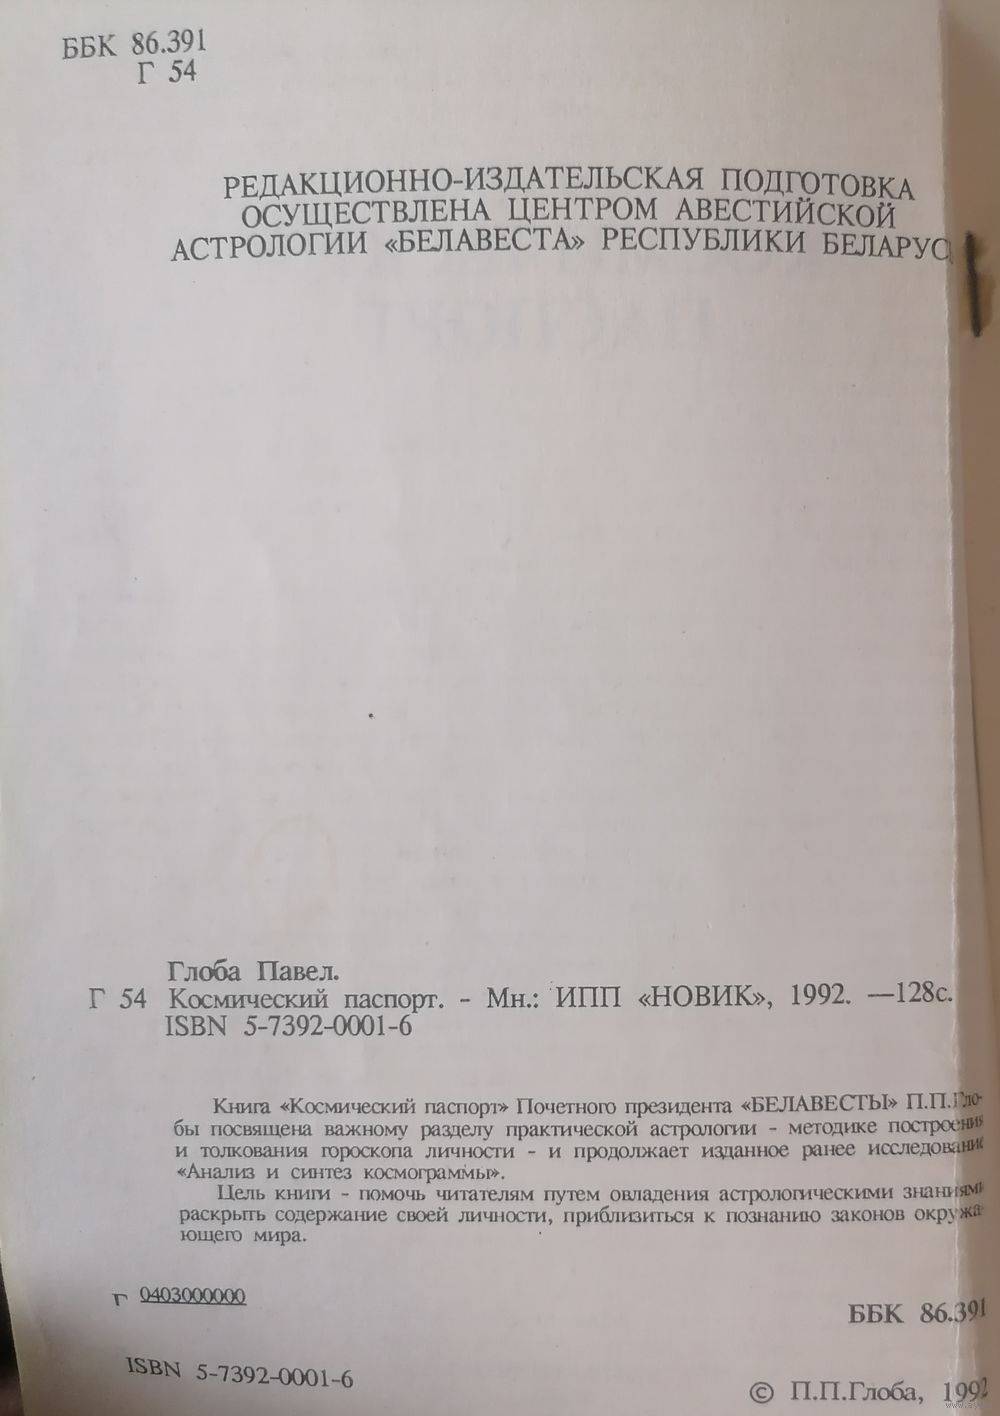 ББК 86.391
Г 54
РЕДАКЦИОННО-ИЗДАТЕЛЬСКАЯ ПОДГОТОВКА
ОСУЩЕСТВЛЕНА ЦЕНТРОМ АВЕСТИЙСКОЙ
АСТРОЛОГИИ «БЕЛАВЕСТА» РЕСПУБЛИКИ БЕЛАРУС
Глоба Павел.
Г 54 Космический паспорт. - Мн.: ИПП «НОВИК», 1992. —128с.
ISBN 5-7392-0001-6
Книга «Космический паспорт» Почетного президента «БЕЛАВЕСТЫ» П.П.Гло-
бы посвящена важному разделу практической астрологии - методике построения
и толкования гороскопа личности - и продолжает изданное ранее исследование
«Анализ и синтез космограммы».
Цель книги - помочь читателям путем овладения астрологическими знаниями
раскрыть содержание своей личности, приблизиться к познанию законов окружа-
ющего мира.
Г 0403000000
ББК 86.391
ISBN 5-7392-0001-6
© П.П.Глоба, 1992